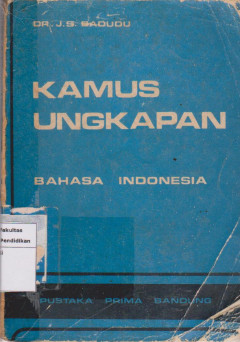 DR. J.S. BADUDU
KAMUS
UNGKAPAN
BAHASA INDONESIA
Fakultas
Pendidikan
PUSTAKA PRIMA BANDUNG